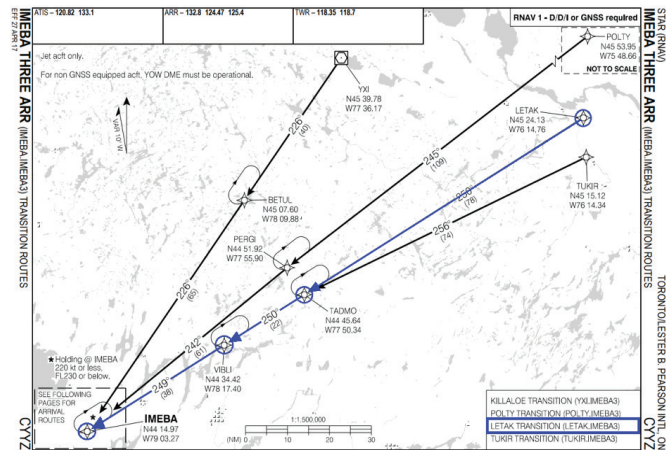 ATIS – 120.82 133.1
ARR – 132.8 124.47 125.4
TWR – 118.35 118.7
RNAV 1 - D/D/I or GNSS required
Jet acft only.
For non GNSS equipped acft. YOW DME must be operational.
VAR 10° W
POLTY
N45 53.95
W75 48.66
NOT TO SCALE
YXI
N45 39.78
W77 36.17
LETAK
N45 24.13
W76 14.76
TUKIR
N45 15.12
W76 14.34
226°
(40)
245°
(109)
250°
(78)
256°
(74)
BETUL
N45 07.60
W78 09.88
PERGI
N44 51.92
W77 55.90
TADMO
N44 45.64
W77 50.34
226°
(65)
242°
(61)
250°
(22)
VIBLI
N44 34.42
W78 17.40
249°
(38)
★ Holding @ IMEBA
220 kt or less,
FL230 or below.
SEE FOLLOWING
PAGES FOR
ARRIVAL
ROUTES
★
IMEBA
N44 14.97
W79 03.27
1:1.500 000
(NM) 0 10 20 30
KILLALOE TRANSITION (YXI.IMEBA3)
POLTY TRANSITION (POLTY.IMEBA3)
LETAK TRANSITION (LETAK.IMEBA3)
TUKIR TRANSITION (TUKIR.IMEBA3)
EFF 27 APR 17
IMEBA THREE ARR (IMEBA.IMEBA3) TRANSITION ROUTES
CYYZ
STAR (RNAV)
IMEBA THREE ARR (IMEBA.IMEBA3) TRANSITION ROUTES
TORONTO/LESTER B. PEARSON INTL, ON
CYYZ